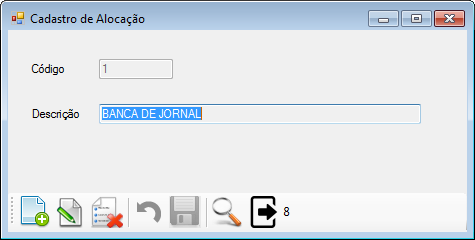 Cadastro de Alocação
Código 1
Descrição BANCA DE JORNAL
8